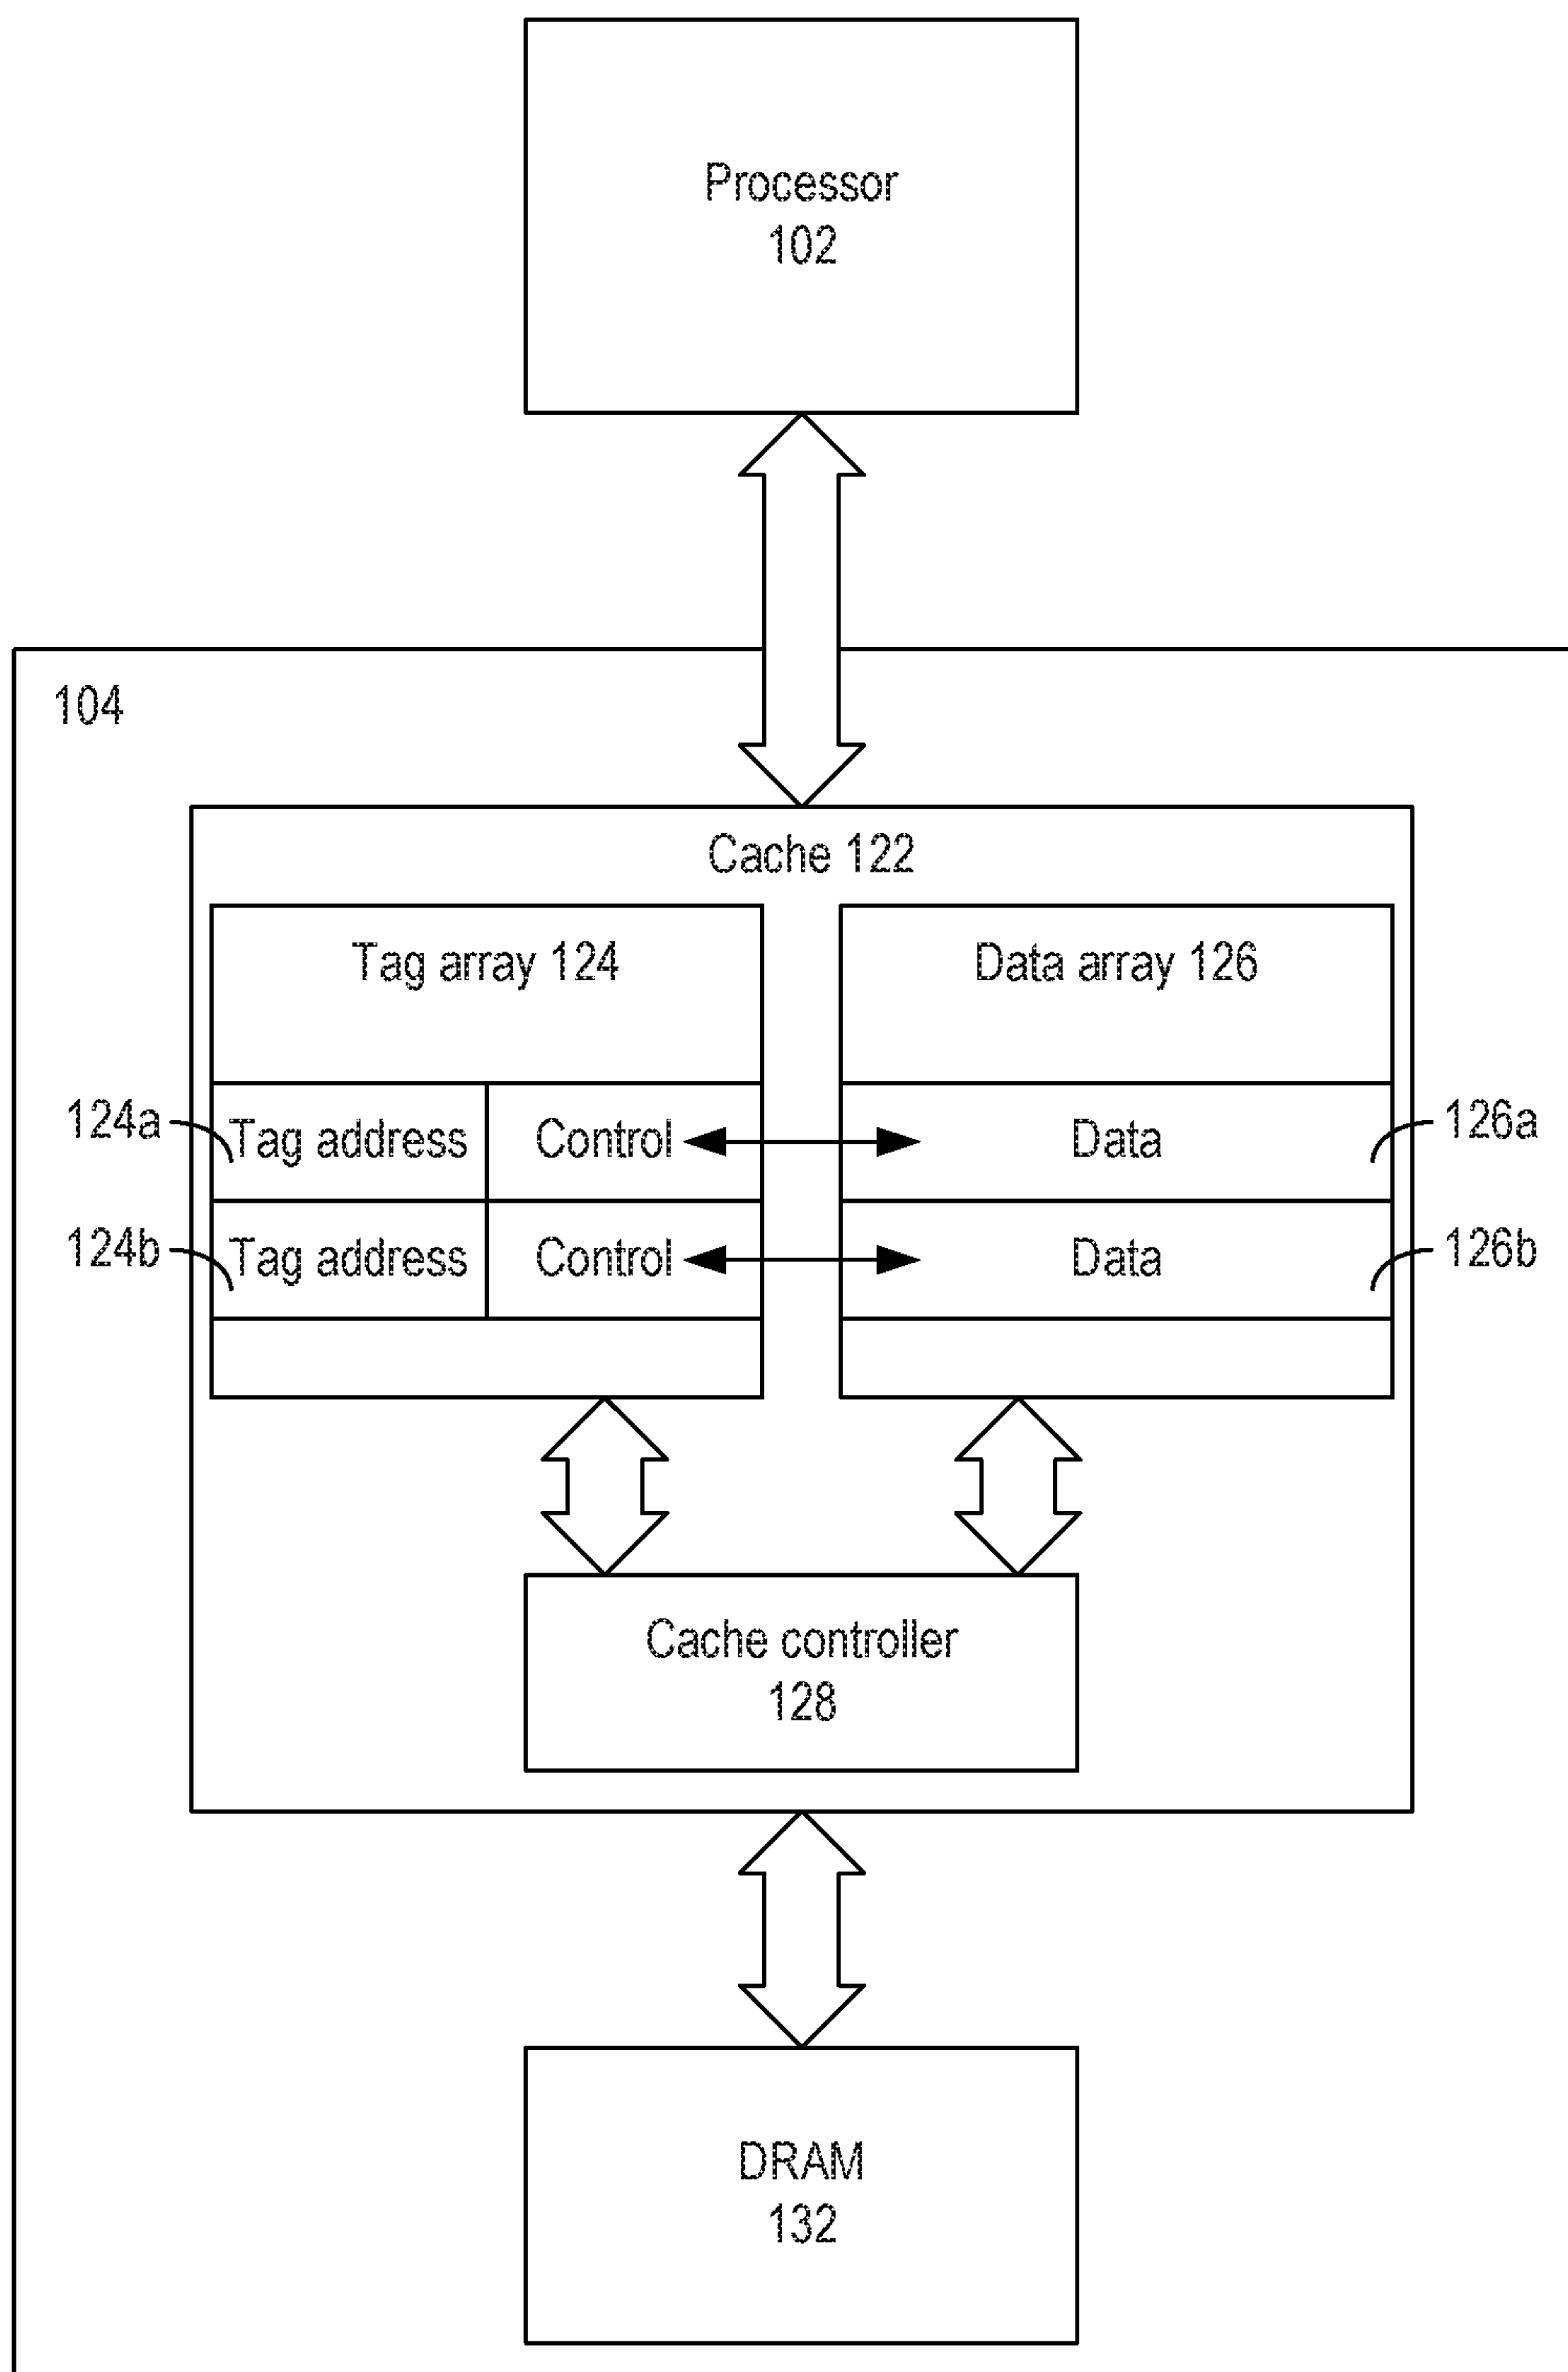 Processor
102
104
Cache 122
Tag array 124
Data array 126
124a
Tag address
Control
Data
126a
124b
Tag address
Control
Data
126b
Cache controller
128
DRAM
132